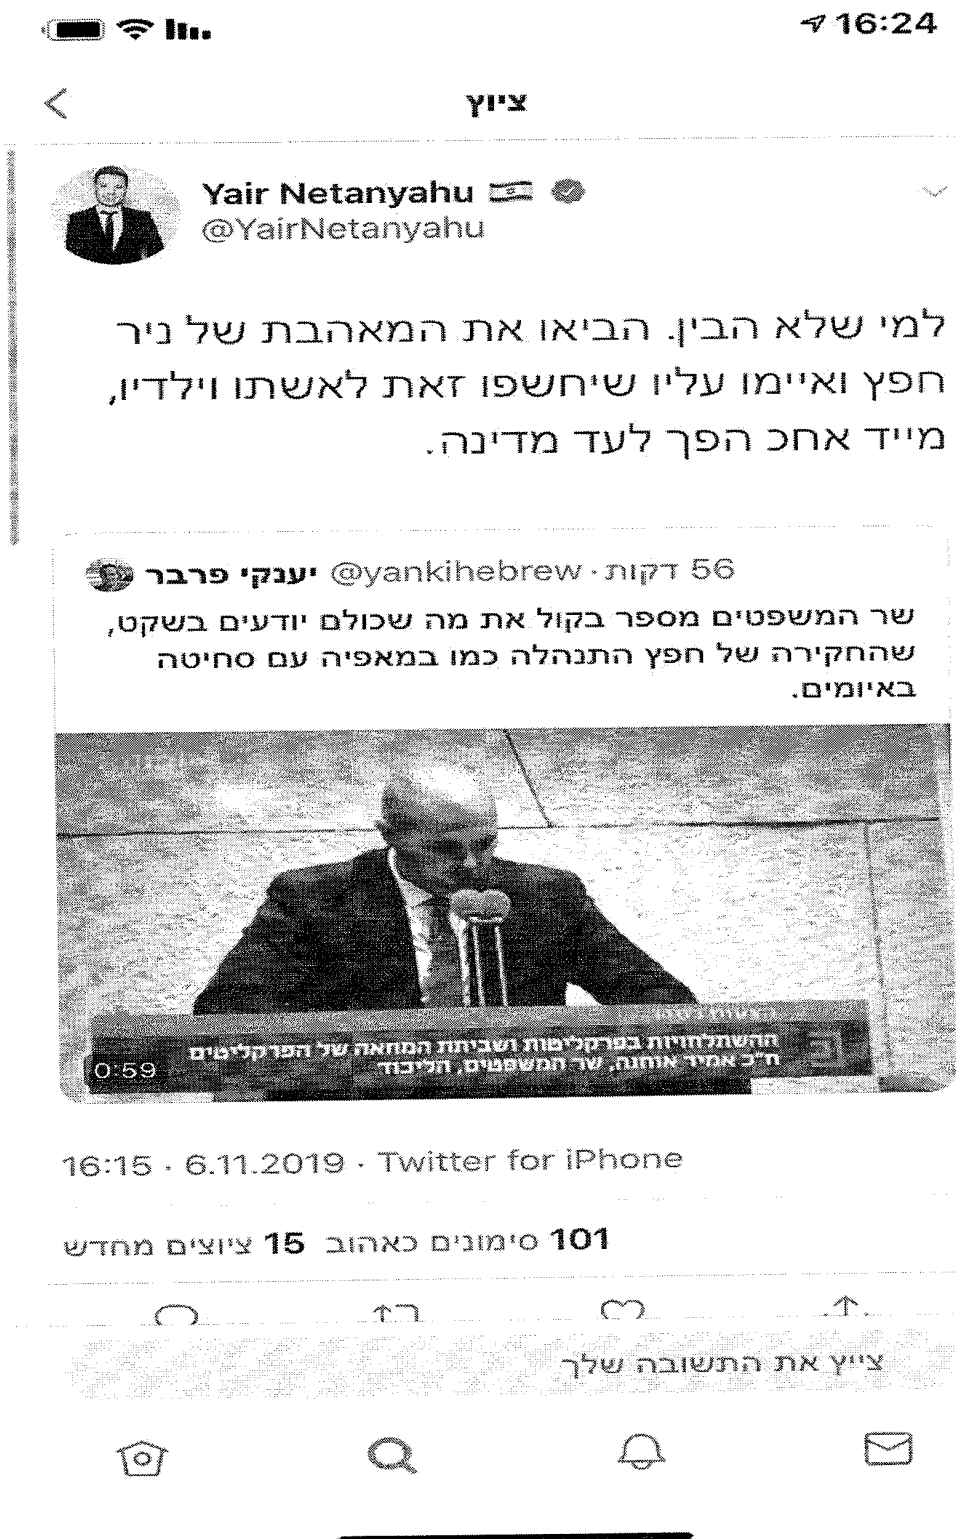 16:24
ציוץ
Yair Netanyahu
@YairNetanyahu
למי שלא הבין. הביאו את המאהבת של ניר
חפץ ואיימו עליו שיחשפו זאת לאשתו וילדיו,
מייד אחכ הפך לעד מדינה.
יענקי פרבר @yankihebrew · 56 דקות
שר המשפטים מספר בקול את מה שכולם יודעים בשקט,
שהחקירה של חפץ התנהלה כמו במאפיה עם סחיטה
באיומים.
ההשתלחויות בפרקליטות ושביתת המחאה של הפרקליטים
ח"כ אמיר אוחנה, שר המשפטים, הליכוד
0:59
16:15 · 6.11.2019 · Twitter for iPhone
101 סימונים כאהוב 15 ציוצים מחדש
צייץ את התשובה שלך